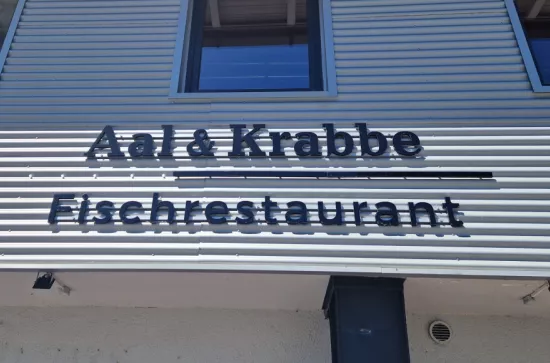 Aal & Krabbe
Fischrestaurant